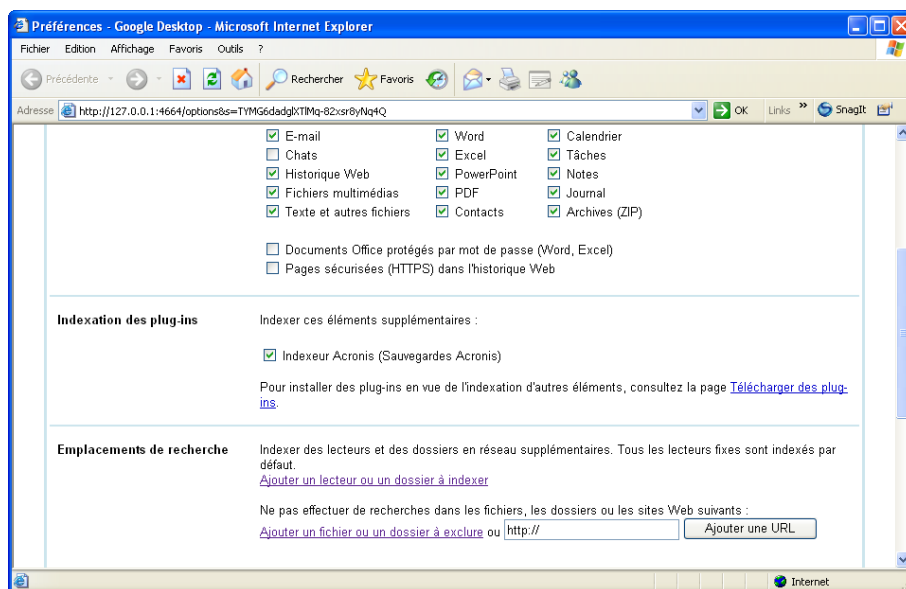 Préférences - Google Desktop - Microsoft Internet Explorer
Fichier Edition Affichage Favoris Outils ?
Précédente Rechercher Favoris
Adresse http://127.0.0.1:4664/options&s=TYMG6dadglXTlMq-82xsr8yNq4Q OK Links » SnagIt
E-mail Word Calendrier
Chats Excel Tâches
Historique Web PowerPoint Notes
Fichiers multimédias PDF Journal
Texte et autres fichiers Contacts Archives (ZIP)
Documents Office protégés par mot de passe (Word, Excel)
Pages sécurisées (HTTPS) dans l'historique Web
Indexation des plug-ins Indexer ces éléments supplémentaires :
Indexeur Acronis (Sauvegardes Acronis)
Pour installer des plug-ins en vue de l'indexation d'autres éléments, consultez la page Télécharger des plug-
ins.
Emplacements de recherche Indexer des lecteurs et des dossiers en réseau supplémentaires. Tous les lecteurs fixes sont indexés par
défaut.
Ajouter un lecteur ou un dossier à indexer
Ne pas effectuer de recherches dans les fichiers, les dossiers ou les sites Web suivants :
Ajouter un fichier ou un dossier à exclure ou http:// Ajouter une URL
Internet